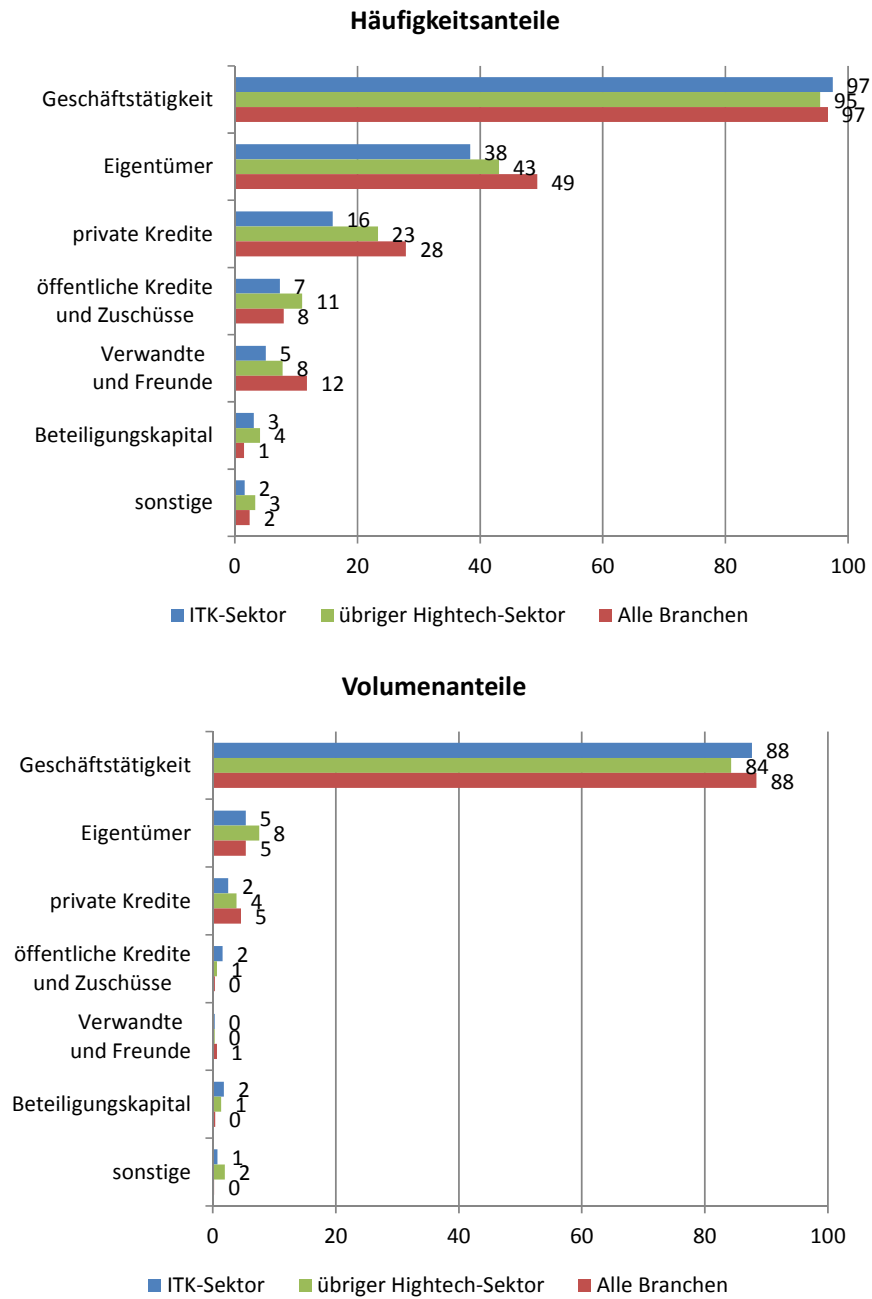 Häufigkeitsanteile
Geschäftstätigkeit
97
95
97
Eigentümer
38
43
49
private Kredite
16
23
28
öffentliche Kredite
und Zuschüsse
7
11
8
Verwandte
und Freunde
5
8
12
Beteiligungskapital
3
4
1
sonstige
2
3
2
0 20 40 60 80 100
ITK-Sektor übriger Hightech-Sektor Alle Branchen
Volumenanteile
Geschäftstätigkeit
88
84
88
Eigentümer
5
8
5
private Kredite
2
4
5
öffentliche Kredite
und Zuschüsse
2
1
0
Verwandte
und Freunde
0
0
1
Beteiligungskapital
2
1
0
sonstige
1
2
0
0 20 40 60 80 100
ITK-Sektor übriger Hightech-Sektor Alle Branchen